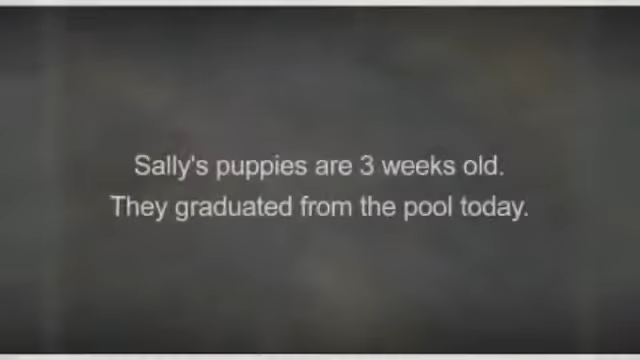 Sally's puppies are 3 weeks old.
They graduated from the pool today.